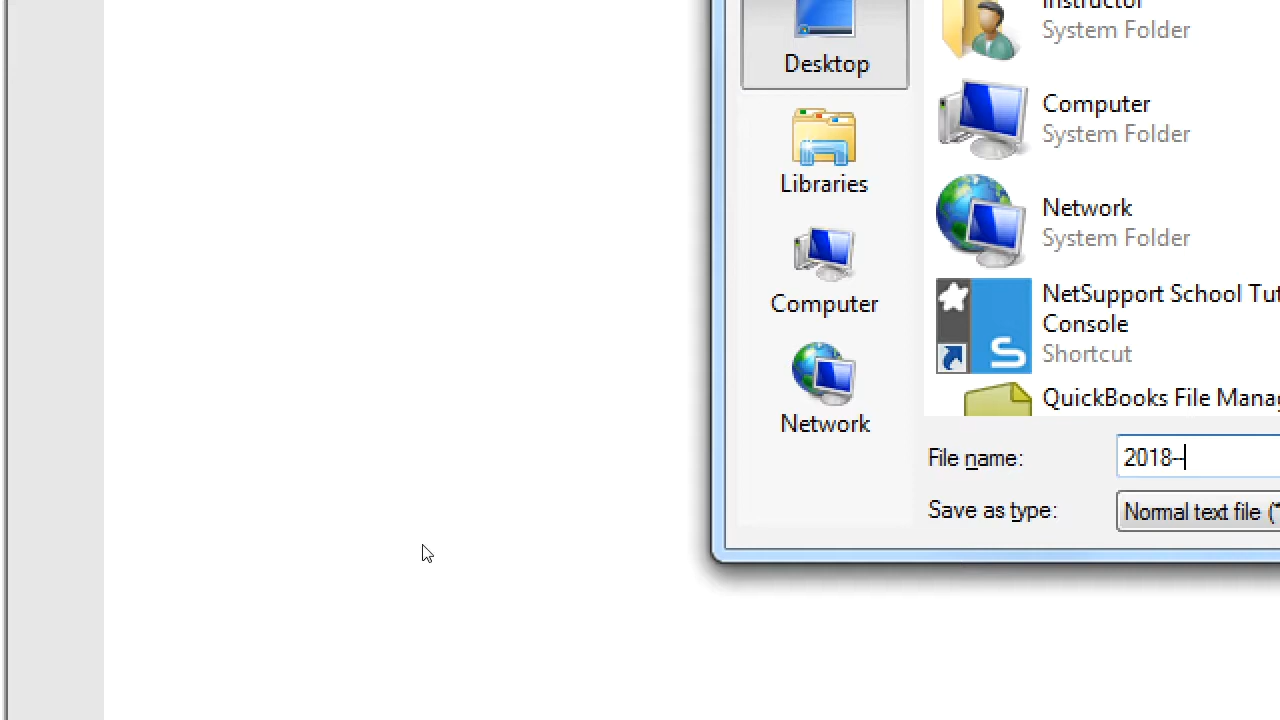 Instructor
System Folder
Desktop
Computer
System Folder
Libraries
Network
System Folder
Computer
NetSupport School Tut
Console
Shortcut
Network
QuickBooks File Mana
File name:
2018--
Save as type:
Normal text file (*